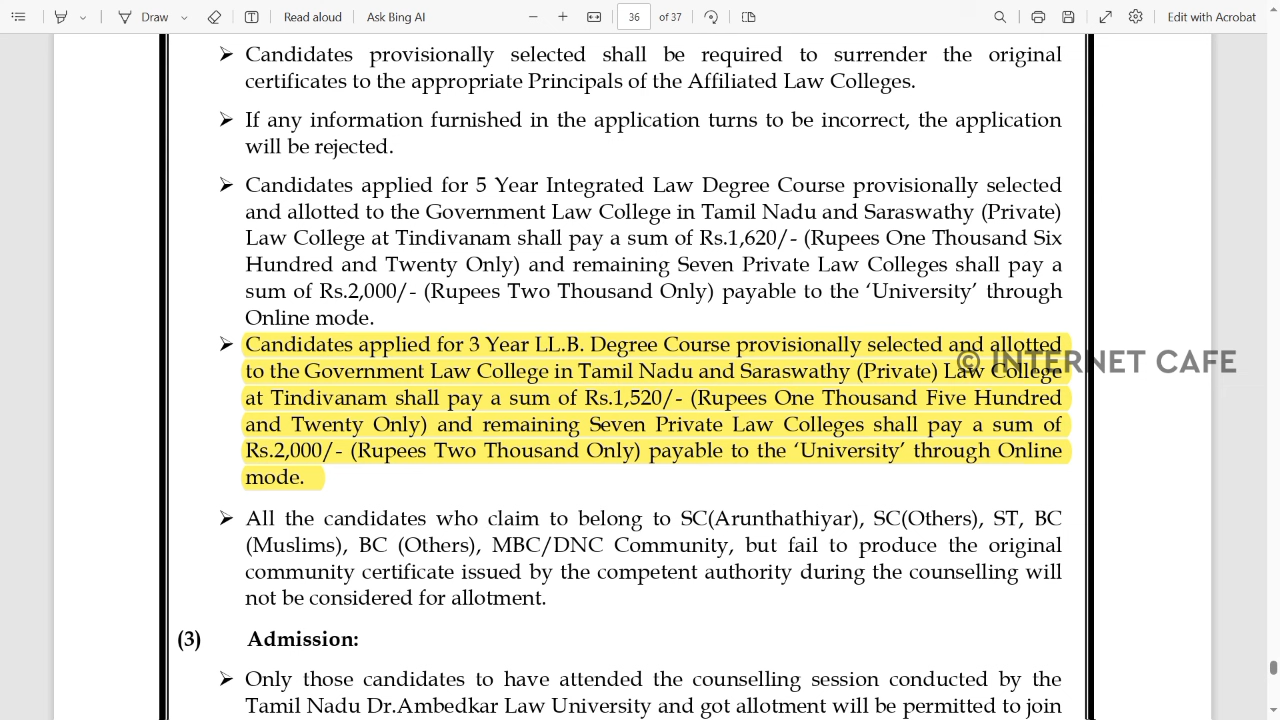 Draw
Read aloud
Ask Bing AI
36 of 37
Edit with Acrobat
➢ Candidates provisionally selected shall be required to surrender the original
certificates to the appropriate Principals of the Affiliated Law Colleges.
➢ If any information furnished in the application turns to be incorrect, the application
will be rejected.
➢ Candidates applied for 5 Year Integrated Law Degree Course provisionally selected
and allotted to the Government Law College in Tamil Nadu and Saraswathy (Private)
Law College at Tindivanam shall pay a sum of Rs.1,620/- (Rupees One Thousand Six
Hundred and Twenty Only) and remaining Seven Private Law Colleges shall pay a
sum of Rs.2,000/- (Rupees Two Thousand Only) payable to the ‘University’ through
Online mode.
➢ Candidates applied for 3 Year LL.B. Degree Course provisionally selected and allotted
to the Government Law College in Tamil Nadu and Saraswathy (Private) Law College
at Tindivanam shall pay a sum of Rs.1,520/- (Rupees One Thousand Five Hundred
and Twenty Only) and remaining Seven Private Law Colleges shall pay a sum of
Rs.2,000/- (Rupees Two Thousand Only) payable to the ‘University’ through Online
mode.
© INTERNET CAFE
➢ All the candidates who claim to belong to SC(Arunthathiyar), SC(Others), ST, BC
(Muslims), BC (Others), MBC/DNC Community, but fail to produce the original
community certificate issued by the competent authority during the counselling will
not be considered for allotment.
(3) Admission:
➢ Only those candidates to have attended the counselling session conducted by the
Tamil Nadu Dr.Ambedkar Law University and got allotment will be permitted to join